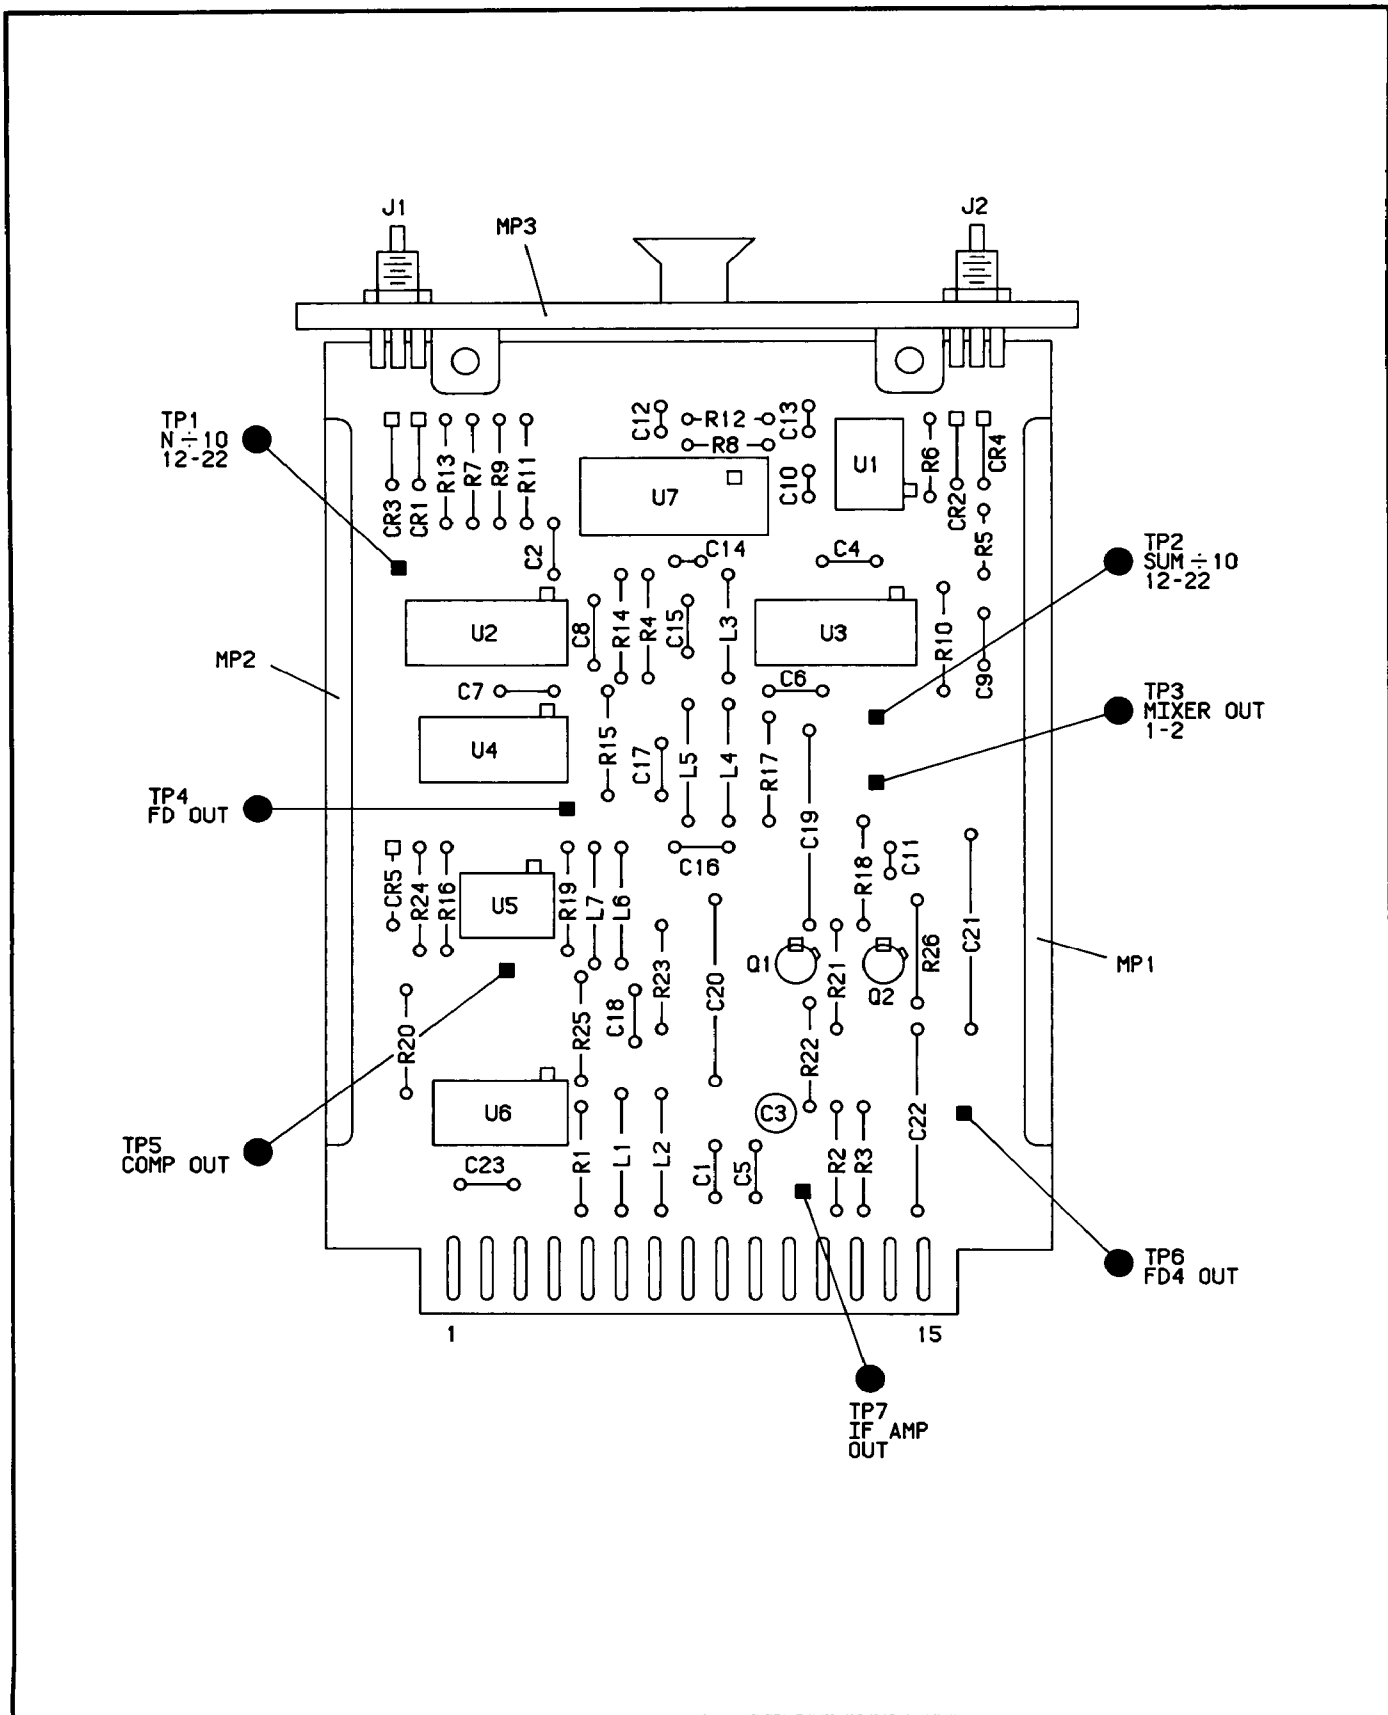 J1
MP3
J2
TP1
N÷10
12-22
C12
R12
C13
R8
U1
R6
CR2
CR4
CR3
CR1
R13
R7
R9
R11
U7
C10
C2
C14
C4
R5
TP2
SUM÷10
12-22
U2
C8
R14
R4
C15
L3
U3
R10
C9
MP2
C7
C6
TP3
MIXER OUT
1-2
U4
R15
C17
L5
L4
R17
C19
TP4
FD OUT
C16
R18
C11
CR5
R24
R16
U5
R19
L7
L6
R23
C20
Q1
R21
Q2
R26
C21
MP1
R20
R25
C18
R22
U6
C3
C22
TP5
COMP OUT
C23
R1
L1
L2
C1
C5
R2
R3
TP6
FD4 OUT
1
15
TP7
IF AMP
OUT